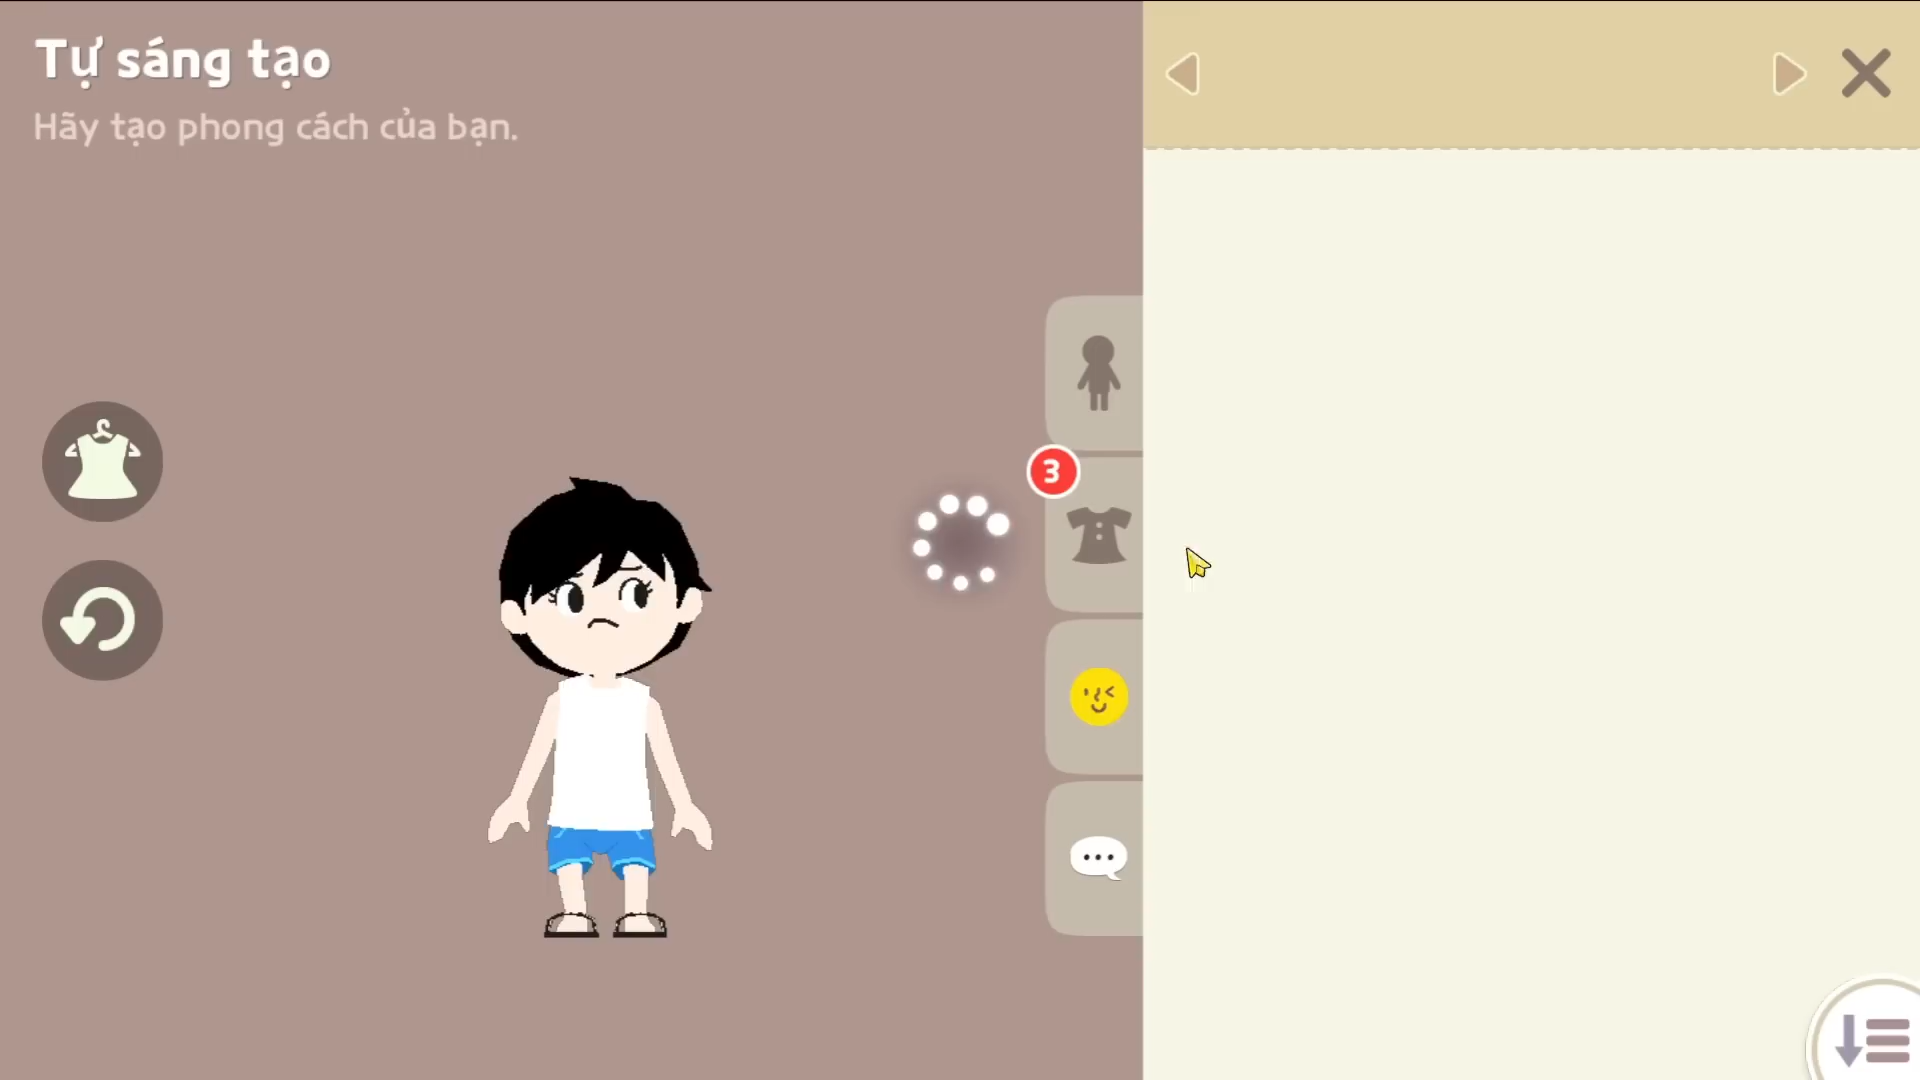 Tự sáng tạo
Hãy tạo phong cách của bạn.
3